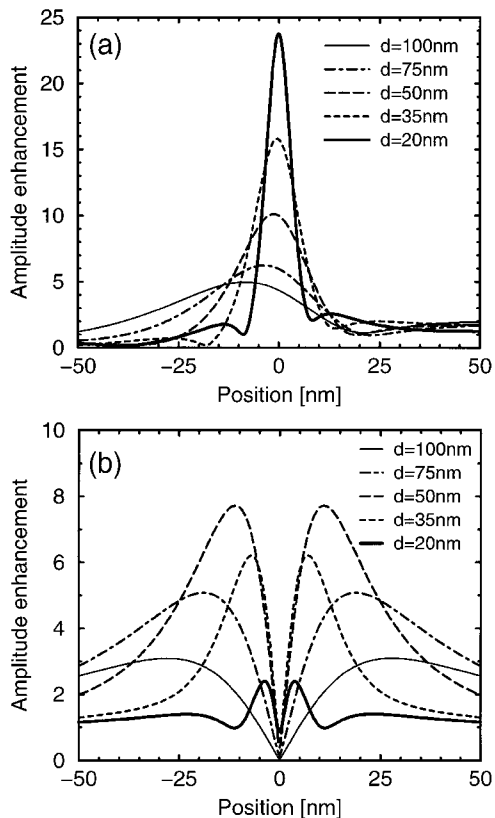 (a)
d=100nm
d=75nm
d=50nm
d=35nm
d=20nm
Amplitude enhancement
25
20
15
10
5
0
−50
−25
0
25
50
Position [nm]
(b)
d=100nm
d=75nm
d=50nm
d=35nm
d=20nm
Amplitude enhancement
10
8
6
4
2
0
−50
−25
0
25
50
Position [nm]